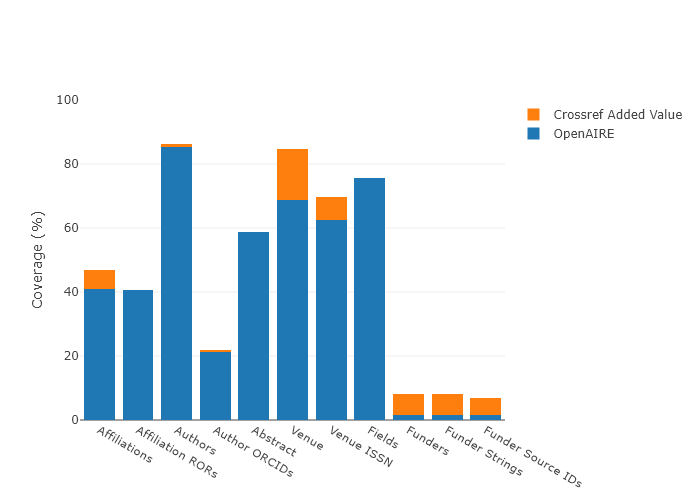 100
80
60
40
20
0
Coverage (%)
Crossref Added Value
OpenAIRE
Affiliations
Affiliation RORs
Authors
Author ORCIDs
Abstract
Venue
Venue ISSN
Fields
Funders
Funder Strings
Funder Source IDs